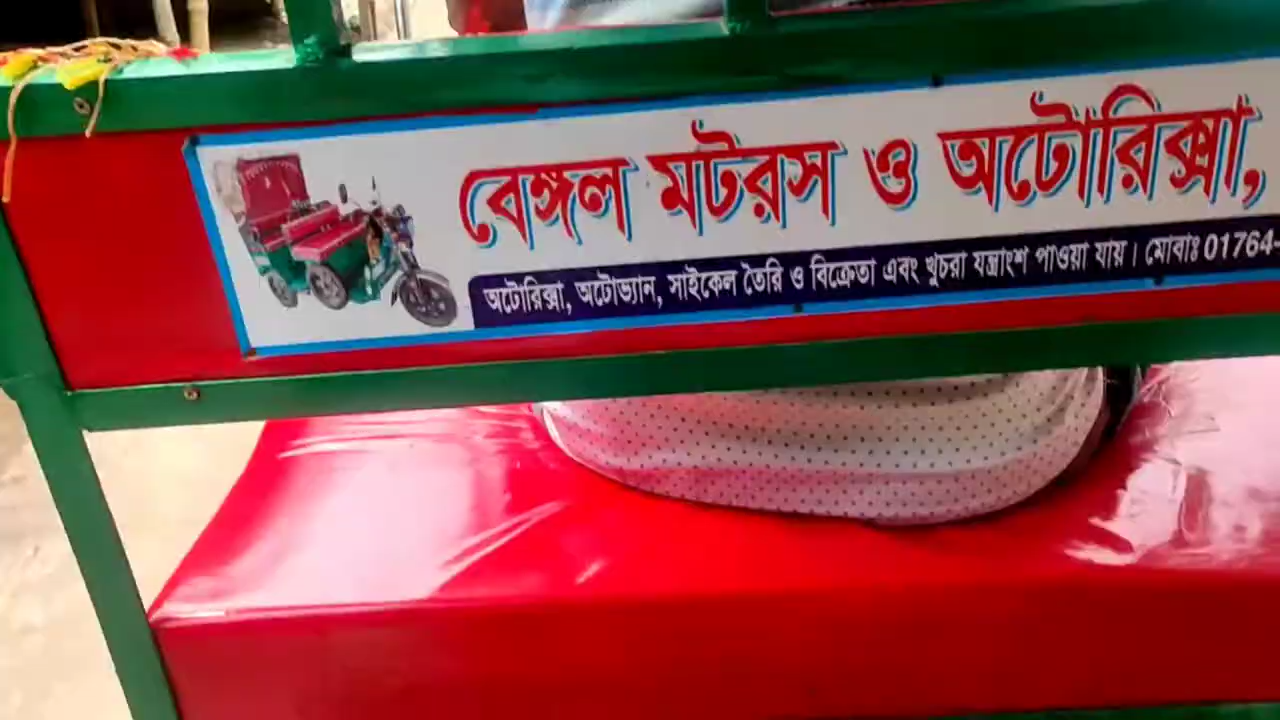 বেঙ্গল মটরস ও অটোরিক্সা,
অটোরিক্সা, অটোভ্যান, সাইকেল তৈরি ও বিক্রেতা এবং খুচরা যন্ত্রাংশ পাওয়া যায়। মোবাঃ 01764-